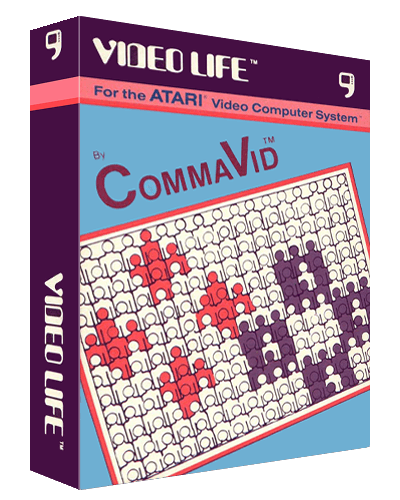 VIDEO LIFE™
For the ATARI® Video Computer System™
By
COMMAVID™
VIDEO LIFE™